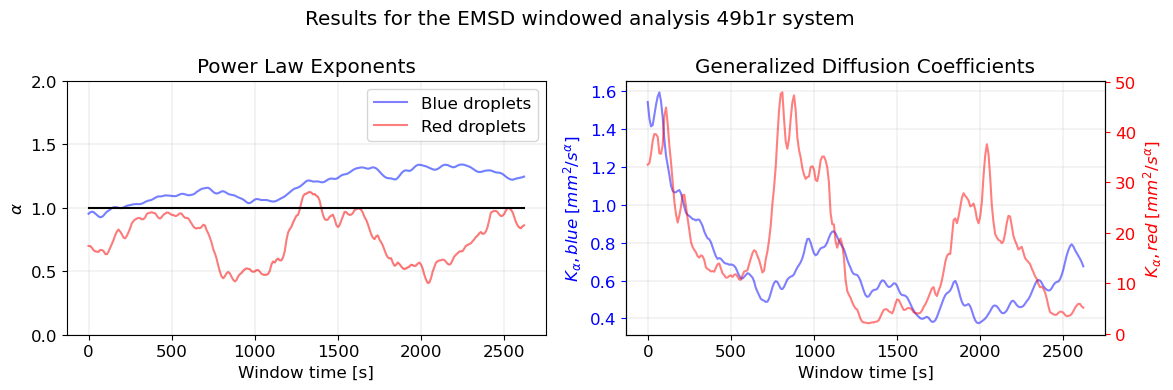 Results for the EMSD windowed analysis 49b1r system
Power Law Exponents
2.0
1.5
1.0
0.5
0.0
α
Blue droplets
Red droplets
0 500 1000 1500 2000 2500
Window time [s]
Generalized Diffusion Coefficients
1.6
1.4
1.2
1.0
0.8
0.6
0.4
Kα, blue [mm²/sᵅ]
50
40
30
20
10
0
Kα, red [mm²/sᵅ]
0 500 1000 1500 2000 2500
Window time [s]